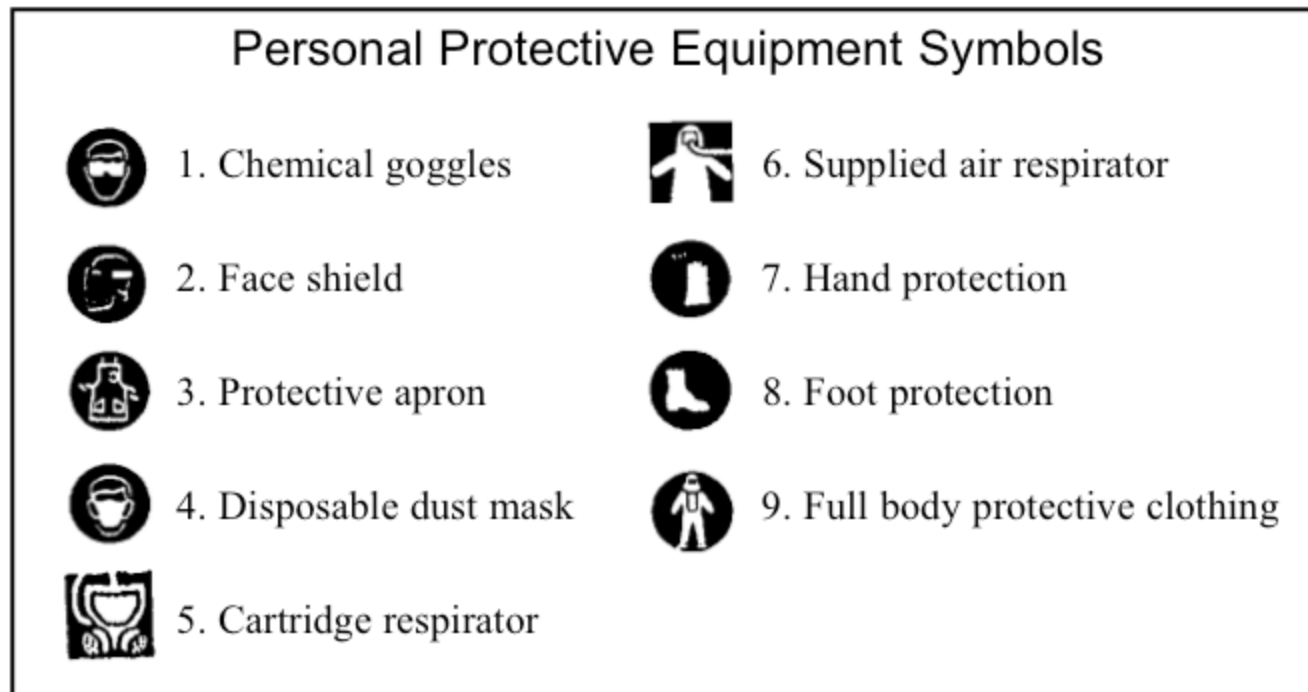 Personal Protective Equipment Symbols
1. Chemical goggles
2. Face shield
3. Protective apron
4. Disposable dust mask
5. Cartridge respirator
6. Supplied air respirator
7. Hand protection
8. Foot protection
9. Full body protective clothing